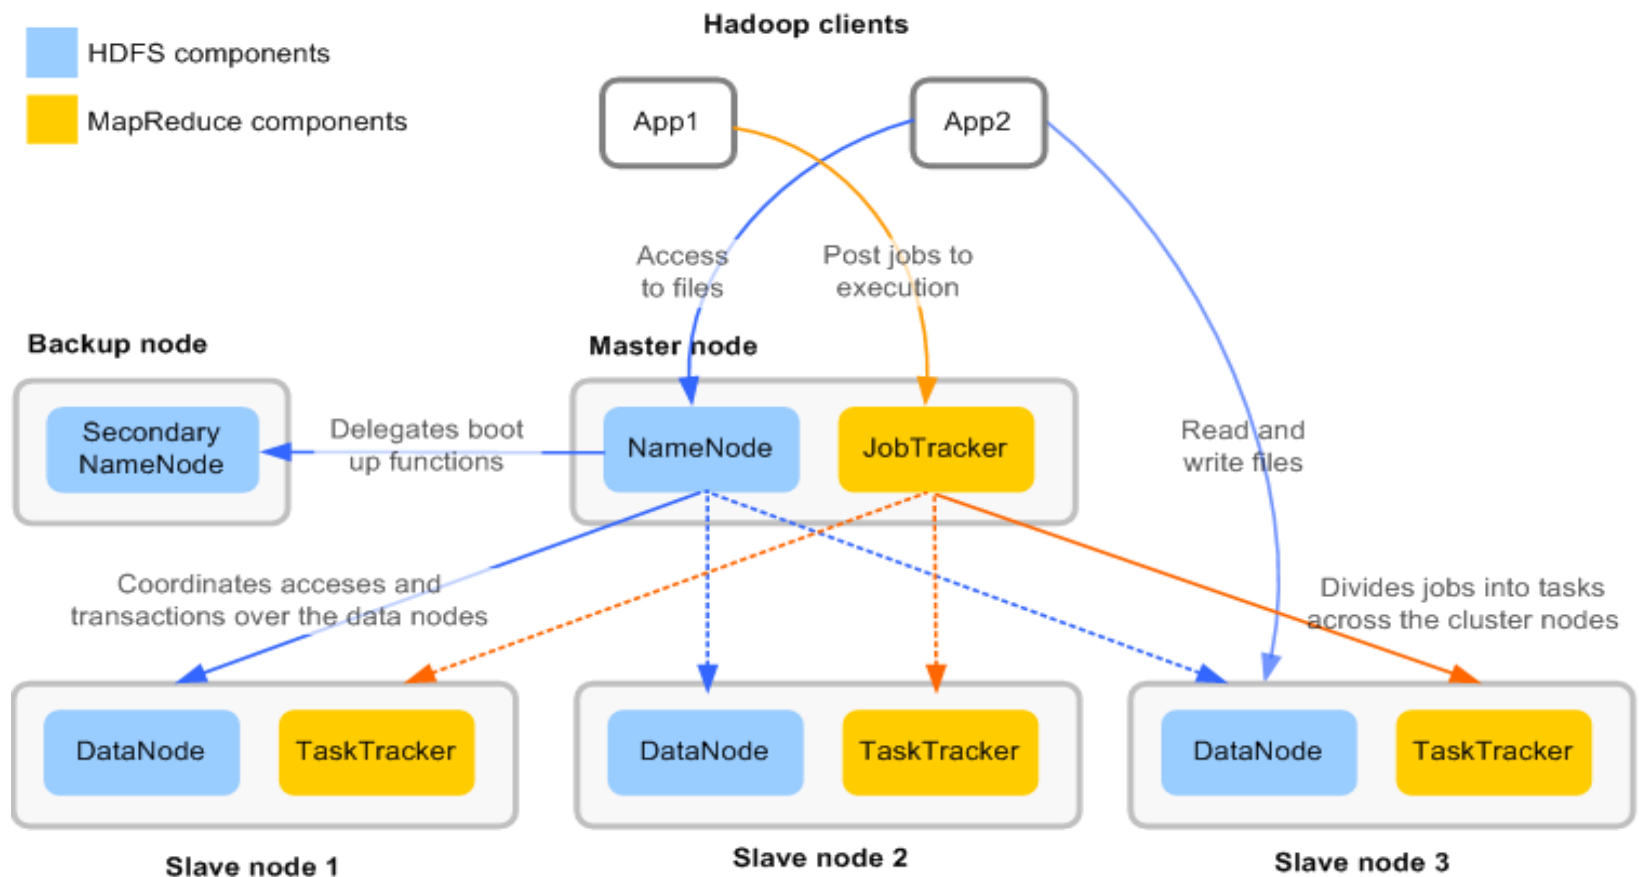 Hadoop clients
HDFS components
MapReduce components
App1
App2
Access
to files
Post jobs to
execution
Backup node
Master node
Secondary
NameNode
Delegates boot
up functions
NameNode
JobTracker
Read and
write files
Coordinates acceses and
transactions over the data nodes
Divides jobs into tasks
across the cluster nodes
DataNode
TaskTracker
DataNode
TaskTracker
DataNode
TaskTracker
Slave node 1
Slave node 2
Slave node 3